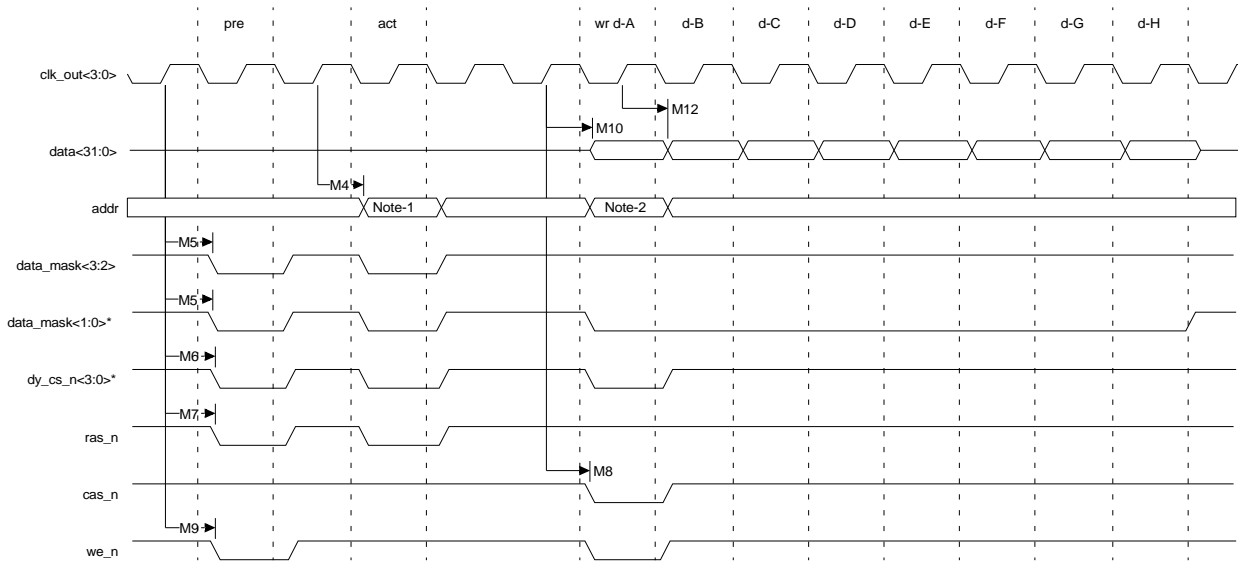 pre act wr d-A d-B d-C d-D d-E d-F d-G d-H
clk_out<3:0>
M12
M10
data<31:0>
M4
addr Note-1 Note-2
M5
data_mask<3:2>
M5
data_mask<1:0>*
M6
dy_cs_n<3:0>*
M7
ras_n
M8
cas_n
M9
we_n